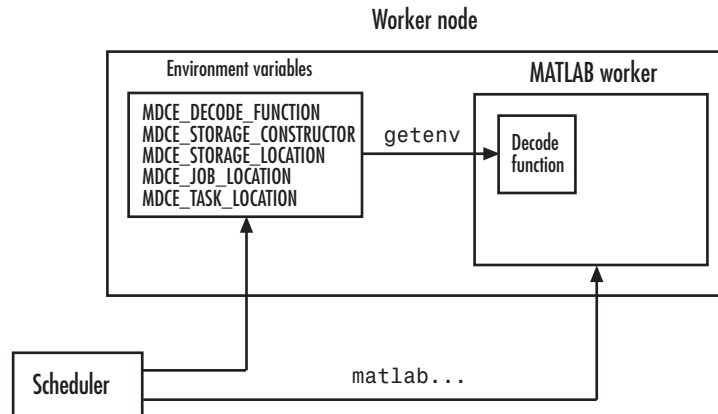 Worker node
Environment variables
MATLAB worker
MDCE_DECODE_FUNCTION
MDCE_STORAGE_CONSTRUCTOR
MDCE_STORAGE_LOCATION
MDCE_JOB_LOCATION
MDCE_TASK_LOCATION
getenv
Decode
function
Scheduler
matlab...